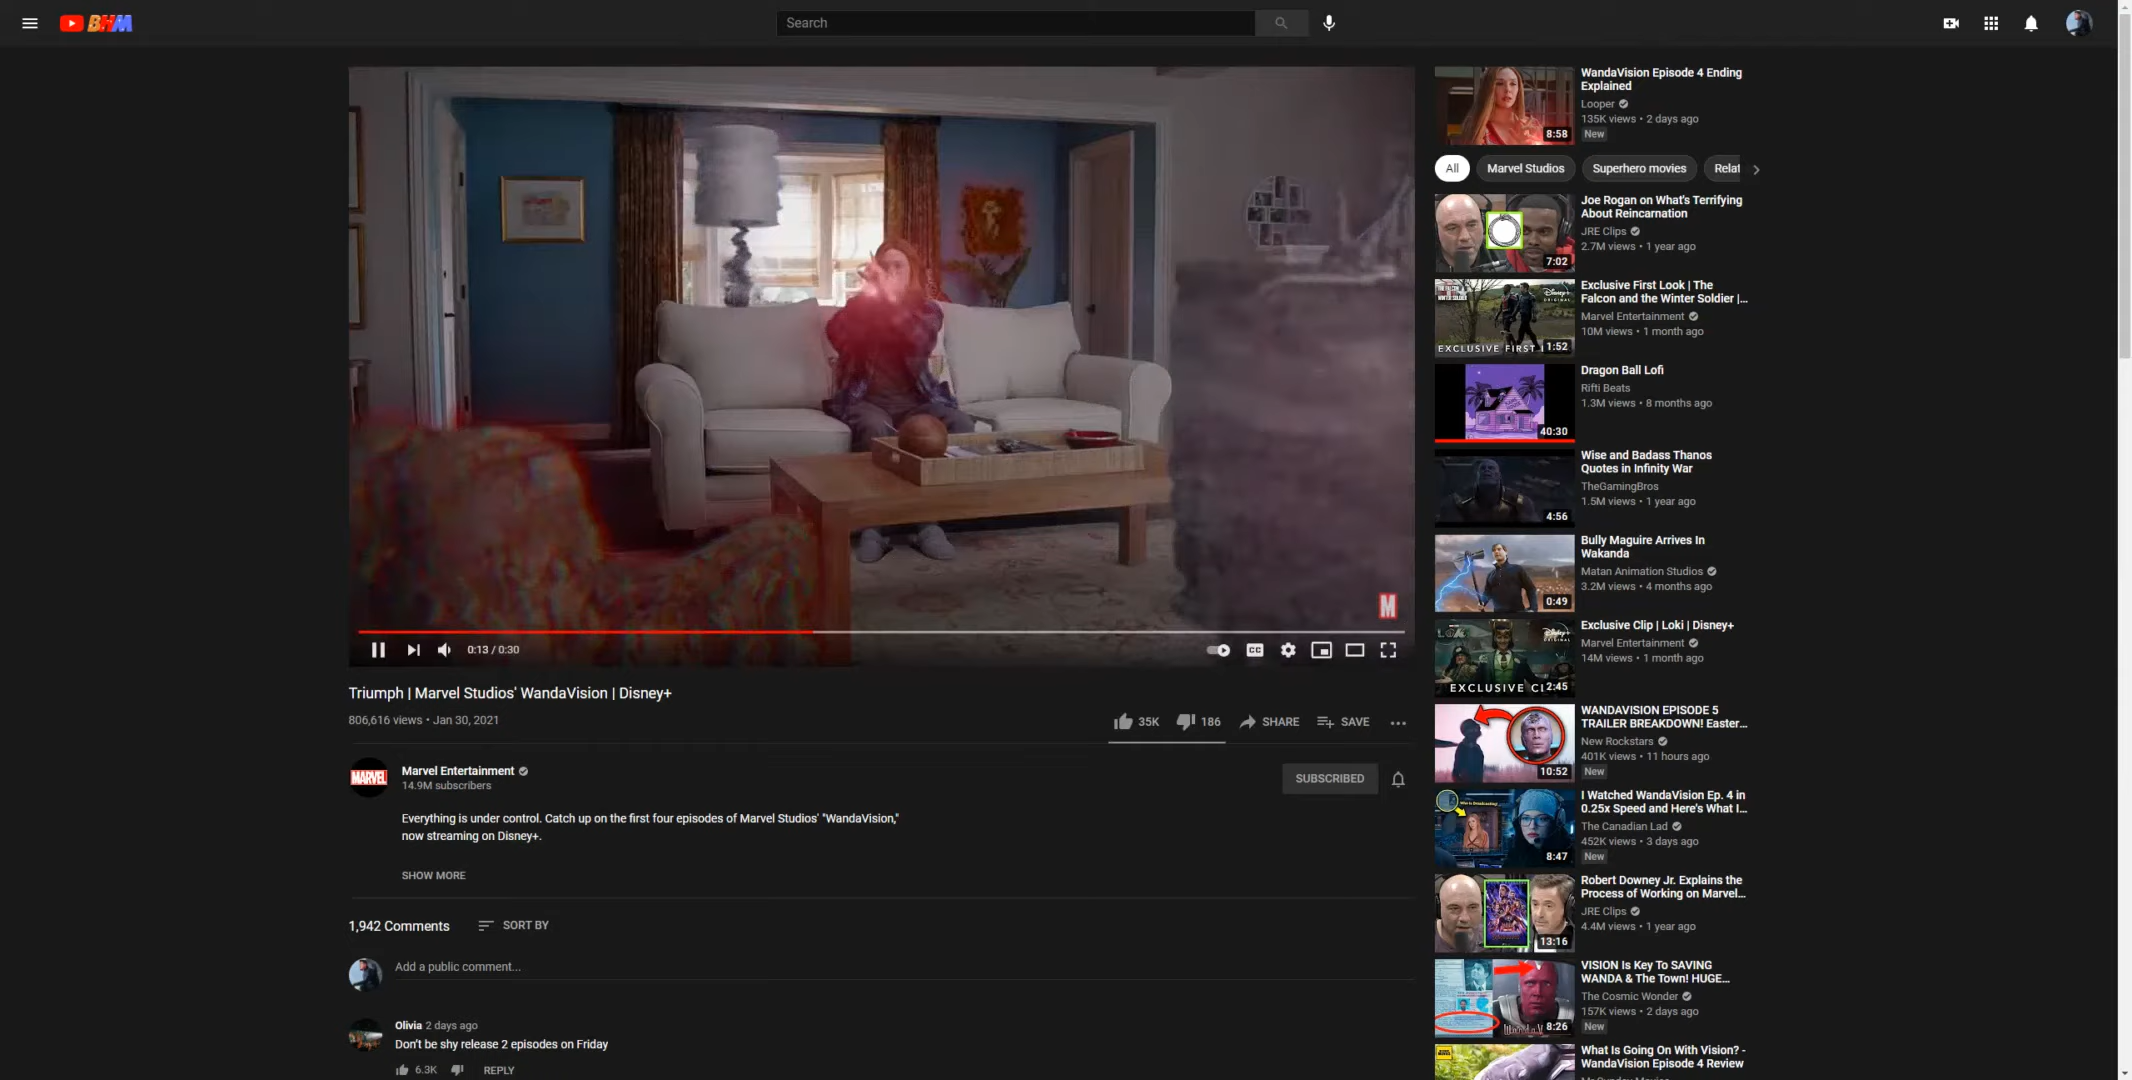 BHM
Search
M
0:13 / 0:30
CC
Triumph | Marvel Studios' WandaVision | Disney+
806,616 views • Jan 30, 2021
35K 186 SHARE SAVE
MARVEL
Marvel Entertainment
14.9M subscribers
SUBSCRIBED
Everything is under control. Catch up on the first four episodes of Marvel Studios' "WandaVision,"
now streaming on Disney+.
SHOW MORE
1,942 Comments SORT BY
Add a public comment...
Olivia 2 days ago
Don't be shy release 2 episodes on Friday
6.3K REPLY
8:58
WandaVision Episode 4 Ending
Explained
Looper
135K views • 2 days ago
New
All Marvel Studios Superhero movies Relat
7:02
Joe Rogan on What's Terrifying
About Reincarnation
JRE Clips
2.7M views • 1 year ago
Disney+
EXCLUSIVE FIRST
1:52
Exclusive First Look | The
Falcon and the Winter Soldier |...
Marvel Entertainment
10M views • 1 month ago
40:30
Dragon Ball Lofi
Rifti Beats
1.3M views • 8 months ago
4:56
Wise and Badass Thanos
Quotes in Infinity War
TheGamingBros
1.5M views • 1 year ago
0:49
Bully Maguire Arrives In
Wakanda
Matan Animation Studios
3.2M views • 4 months ago
LOKI
Disney+
EXCLUSIVE CL
2:45
Exclusive Clip | Loki | Disney+
Marvel Entertainment
14M views • 1 month ago
10:52
WANDAVISION EPISODE 5
TRAILER BREAKDOWN! Easter...
New Rockstars
401K views • 11 hours ago
New
8:47
I Watched WandaVision Ep. 4 in
0.25x Speed and Here's What I...
The Canadian Lad
452K views • 3 days ago
New
13:16
Robert Downey Jr. Explains the
Process of Working on Marvel...
JRE Clips
4.4M views • 1 year ago
8:26
VISION Is Key To SAVING
WANDA & The Town! HUGE...
The Cosmic Wonder
157K views • 2 days ago
New
What Is Going On With Vision? -
WandaVision Episode 4 Review